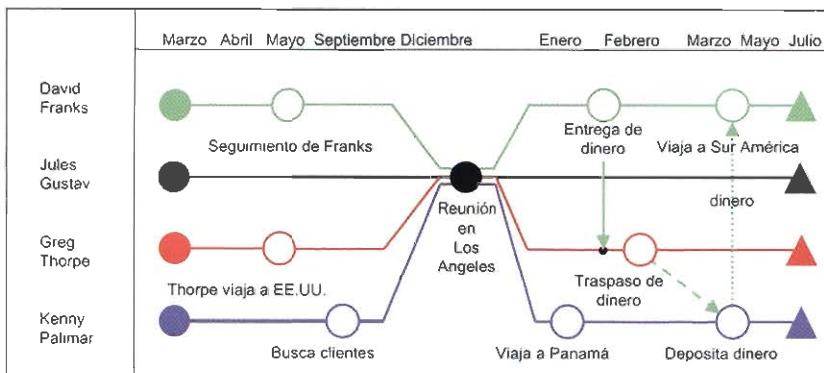 Marzo Abril Mayo Septiembre Diciembre Enero Febrero Marzo Mayo Julio
David
Franks
Entrega de
dinero
Seguimiento de Franks
Viaja a Sur América
Jules
Gustav
dinero
Reunión
en
Los
Angeles
Greg
Thorpe
Traspaso de
dinero
Thorpe viaja a EE.UU.
Kenny
Palimar
Busca clientes
Viaja a Panamá
Deposita dinero